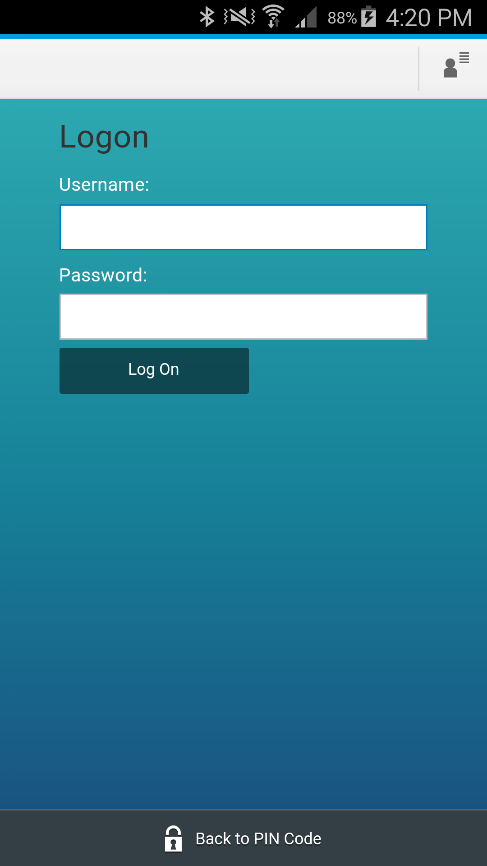 88% 4:20 PM
Logon
Username:
Password:
Log On
Back to PIN Code